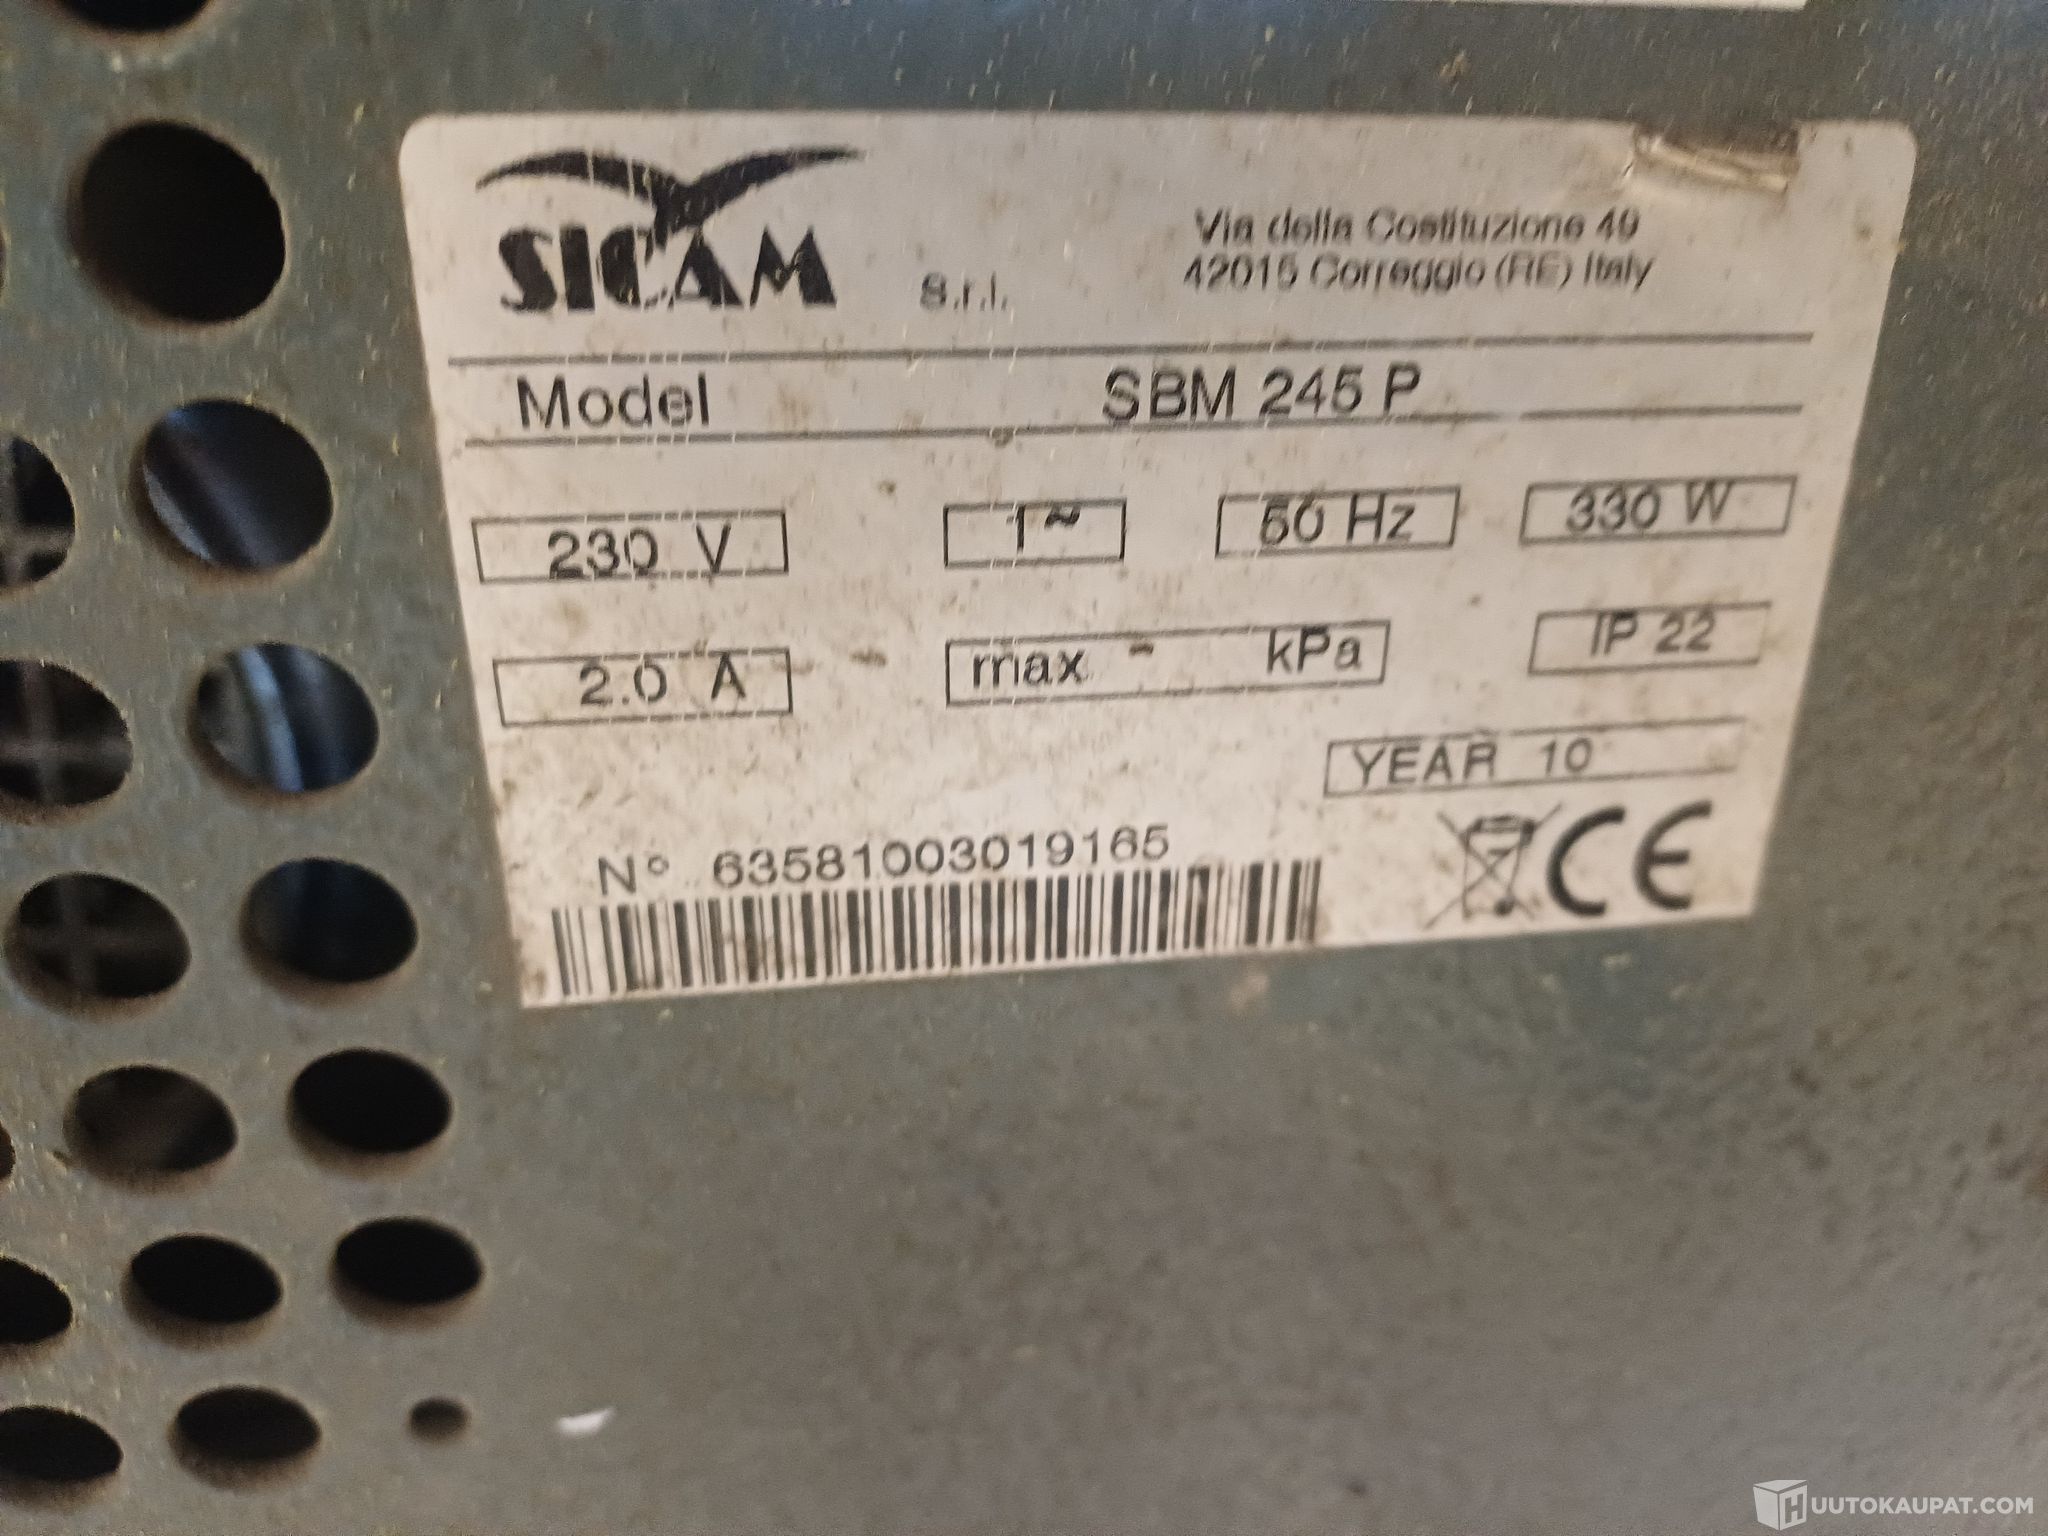 SICAM S.r.l.
Via della Costituzione 49
42015 Correggio (RE) Italy
Model SBM 245 P
230 V 1~ 50 Hz 330 W
2.0 A max - kPa IP 22
YEAR 10
N° 63581003019165
CE
HUUTOKAUPAT.COM